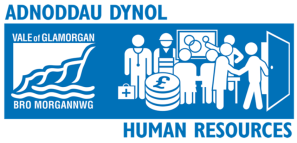 ADNODDAU DYNOL
VALE of GLAMORGAN
BRO MORGANNWG
£
HUMAN RESOURCES